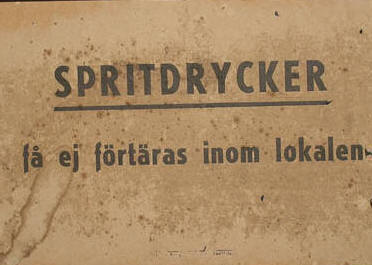 SPRITDRYCKER
få ej förtäras inom lokalen